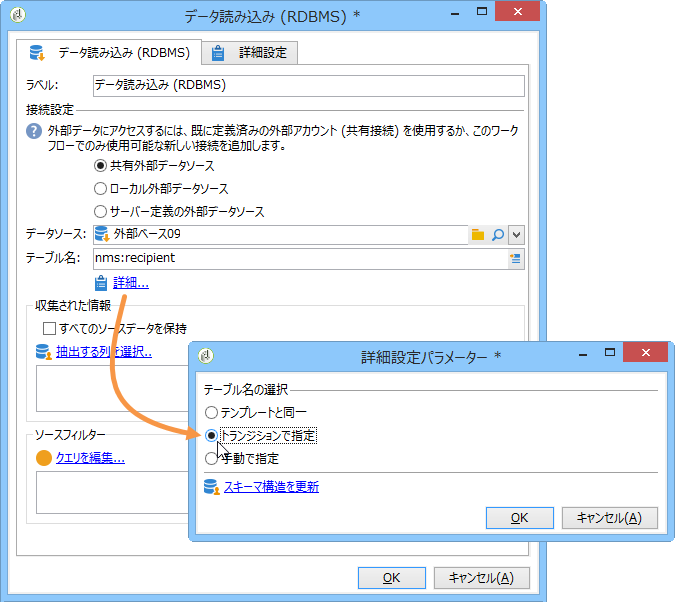 データ読み込み (RDBMS) *
データ読み込み (RDBMS)
詳細設定
ラベル:
データ読み込み (RDBMS)
接続設定
外部データにアクセスするには、既に定義済みの外部アカウント (共有接続) を使用するか、このワーク
フローでのみ使用可能な新しい接続を追加します。
共有外部データソース
ローカル外部データソース
サーバー定義の外部データソース
データソース:
外部ベース09
テーブル名:
nms:recipient
詳細...
収集された情報
すべてのソースデータを保持
抽出する列を選択..
ソースフィルター
クエリを編集...
OK
キャンセル(A)
詳細設定パラメーター *
テーブル名の選択
テンプレートと同一
トランジションで指定
手動で指定
スキーマ構造を更新
OK
キャンセル(A)